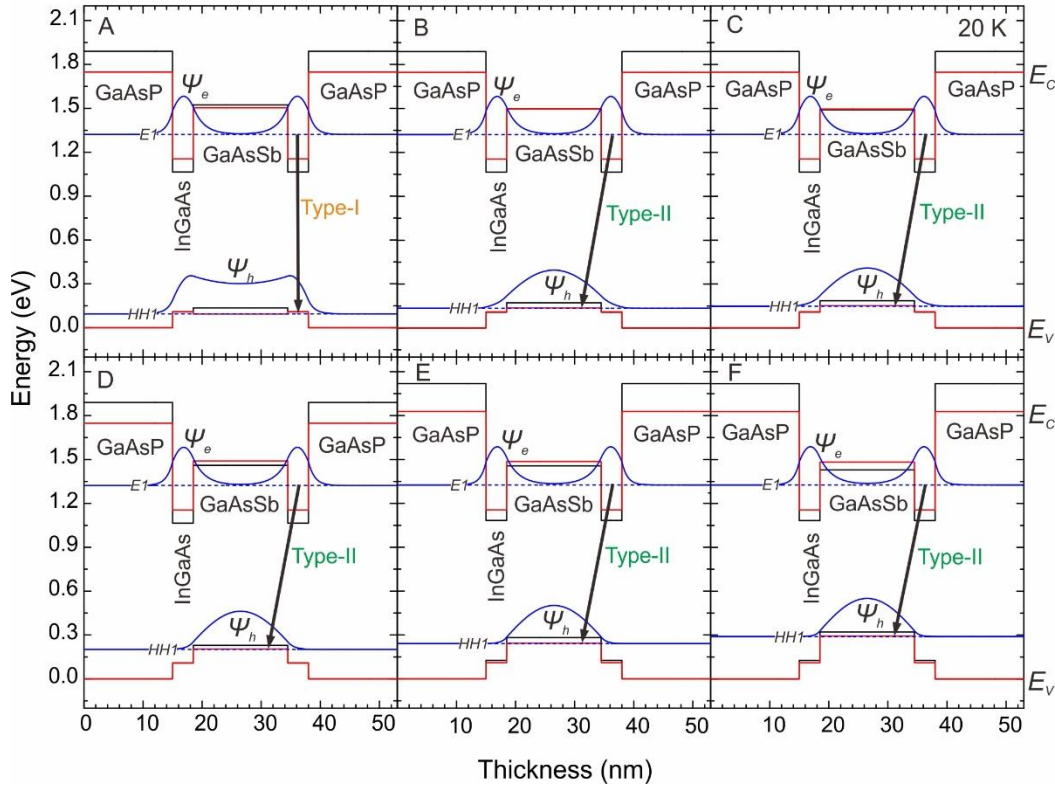 Energy (eV)
2.1
1.8
1.5
1.2
0.9
0.6
0.3
0.0
A
GaAsP
Ψe
GaAsP
E1
GaAsSb
InGaAs
Type-I
Ψh
HH1
B
GaAsP
Ψe
GaAsP
E1
GaAsSb
InGaAs
Type-II
Ψh
HH1
C
20 K
GaAsP
Ψe
GaAsP
EC
E1
GaAsSb
InGaAs
Type-II
Ψh
HH1
EV
2.1
1.8
1.5
1.2
0.9
0.6
0.3
0.0
D
GaAsP
Ψe
GaAsP
E1
GaAsSb
InGaAs
Type-II
Ψh
HH1
E
GaAsP
Ψe
GaAsP
E1
GaAsSb
InGaAs
Type-II
Ψh
HH1
F
GaAsP
Ψe
GaAsP
EC
E1
GaAsSb
InGaAs
Type-II
Ψh
HH1
EV
0 10 20 30 40 50 0 10 20 30 40 50 0 10 20 30 40 50
Thickness (nm)